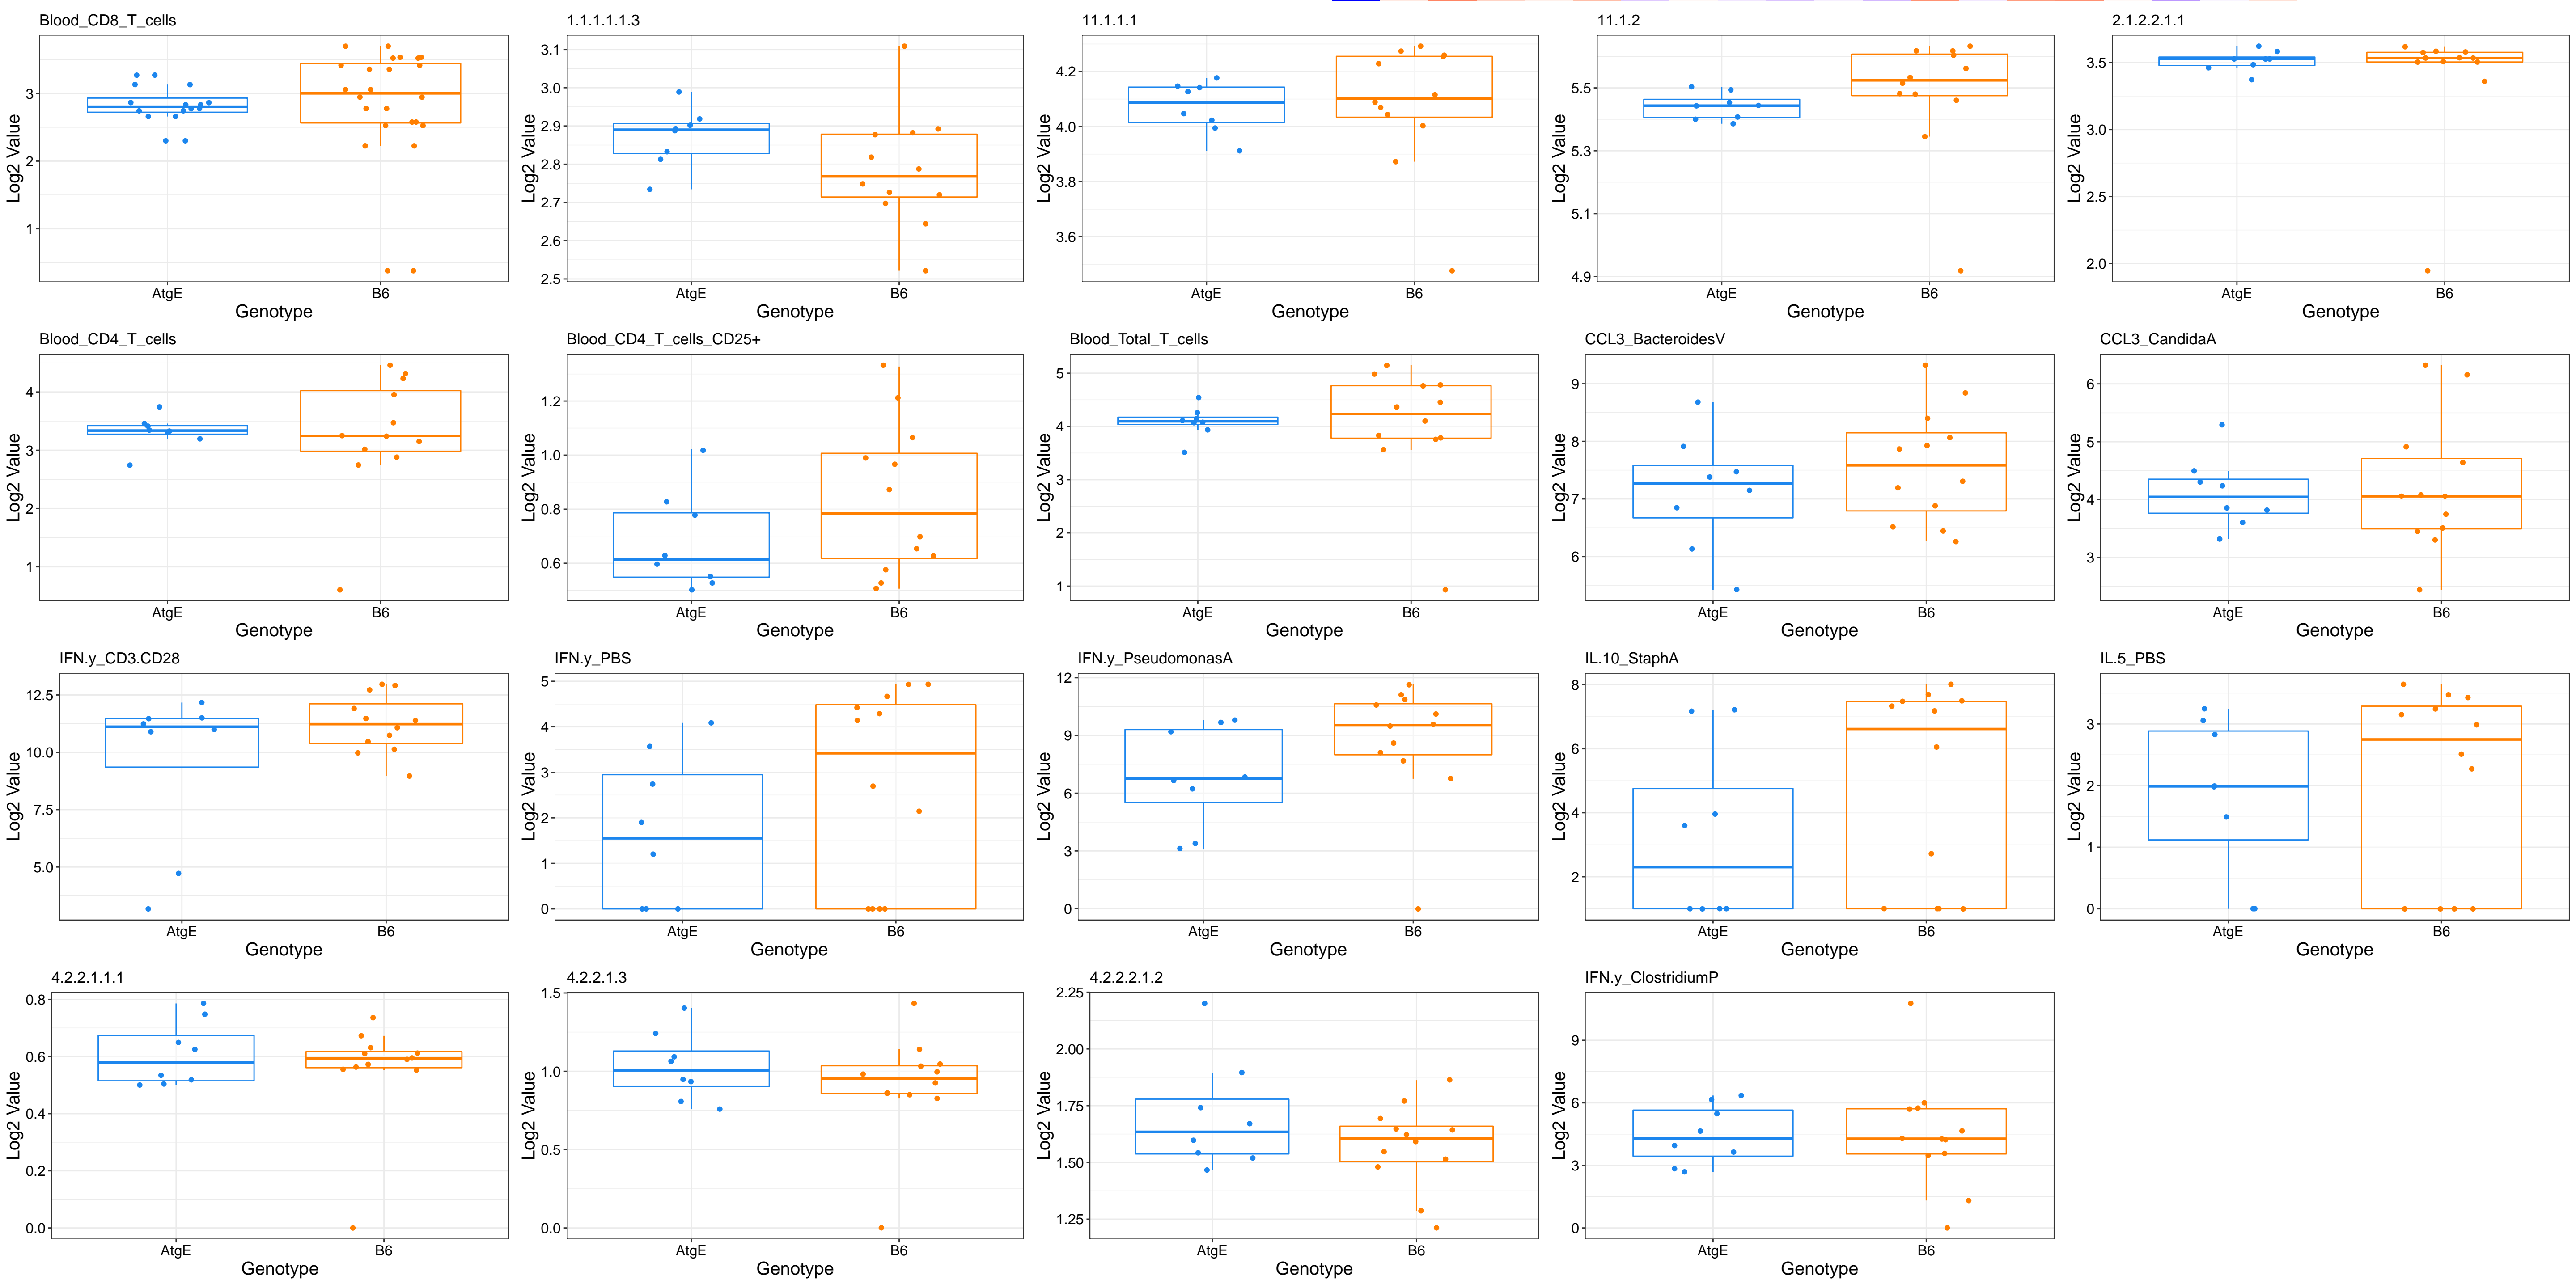 Blood_CD8_T_cells
Log2 Value
3
2
1
AtgE B6
Genotype
1.1.1.1.1.3
Log2 Value
3.1
3.0
2.9
2.8
2.7
2.6
2.5
AtgE B6
Genotype
11.1.1.1
Log2 Value
4.2
4.0
3.8
3.6
AtgE B6
Genotype
11.1.2
Log2 Value
5.5
5.3
5.1
4.9
AtgE B6
Genotype
2.1.2.2.1.1
Log2 Value
3.5
3.0
2.5
2.0
AtgE B6
Genotype
Blood_CD4_T_cells
Log2 Value
4
3
2
1
AtgE B6
Genotype
Blood_CD4_T_cells_CD25+
Log2 Value
1.2
1.0
0.8
0.6
AtgE B6
Genotype
Blood_Total_T_cells
Log2 Value
5
4
3
2
1
AtgE B6
Genotype
CCL3_BacteroidesV
Log2 Value
9
8
7
6
AtgE B6
Genotype
CCL3_CandidaA
Log2 Value
6
5
4
3
AtgE B6
Genotype
IFN.y_CD3.CD28
Log2 Value
12.5
10.0
7.5
5.0
AtgE B6
Genotype
IFN.y_PBS
Log2 Value
5
4
3
2
1
0
AtgE B6
Genotype
IFN.y_PseudomonasA
Log2 Value
12
9
6
3
0
AtgE B6
Genotype
IL.10_StaphA
Log2 Value
8
6
4
2
AtgE B6
Genotype
IL.5_PBS
Log2 Value
3
2
1
0
AtgE B6
Genotype
4.2.2.1.1.1
Log2 Value
0.8
0.6
0.4
0.2
0.0
AtgE B6
Genotype
4.2.2.1.3
Log2 Value
1.5
1.0
0.5
0.0
AtgE B6
Genotype
4.2.2.2.1.2
Log2 Value
2.25
2.00
1.75
1.50
1.25
AtgE B6
Genotype
IFN.y_ClostridiumP
Log2 Value
9
6
3
0
AtgE B6
Genotype